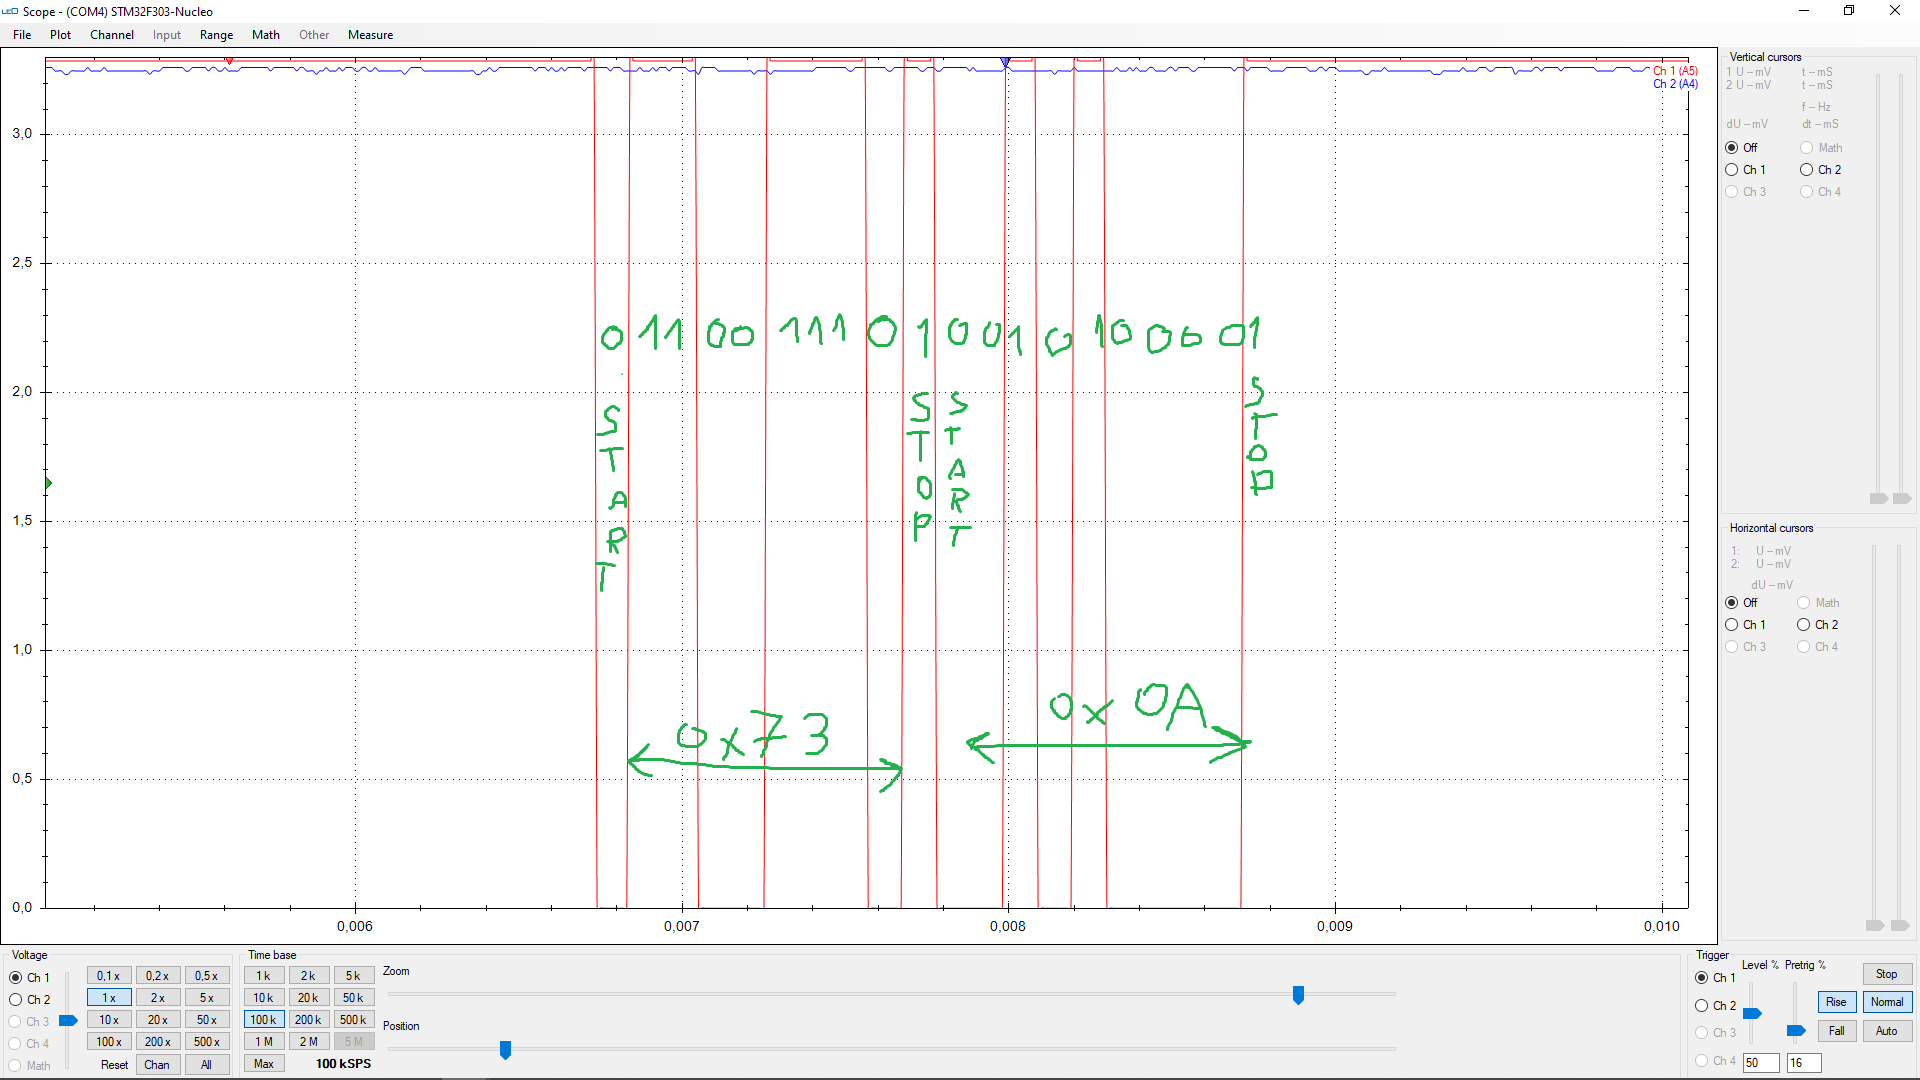 LEO Scope - (COM4) STM32F303-Nucleo
File Plot Channel Input Range Math Other Range Measure
Ch 1 (A5)
Ch 2 (A4)
3,0
2,5
2,0
1,5
1,0
0,5
0,0
0,006 0,007 0,008 0,009 0,010
0 11 00 111 0 1 00 1 0 1 0 0 0 0 1
START
STOP
START
STOP
0x73
0x 0A
Vertical cursors
1 U -- mV t -- mS
2 U -- mV t -- mS
f -- Hz
dU -- mV dt -- mS
Off Math
Ch 1 Ch 2
Ch 3 Ch 4
Horizontal cursors
1: U -- mV
2: U -- mV
dU -- mV
Off Math
Ch 1 Ch 2
Ch 3 Ch 4
Voltage
Ch 1 0,1 x 0,2 x 0,5 x
Ch 2 1 x 2 x 5 x
Ch 3 10 x 20 x 50 x
Ch 4 100 x 200 x 500 x
Math Reset Chan All
Time base
1 k 2 k 5 k
10 k 20 k 50 k
100 k 200 k 500 k
1 M 2 M 5 M
Max 100 kSPS
Zoom
Position
Trigger
Ch 1 Level % Pretrig % Stop
Ch 2 Rise Normal
Ch 3 Fall Auto
Ch 4 50 16